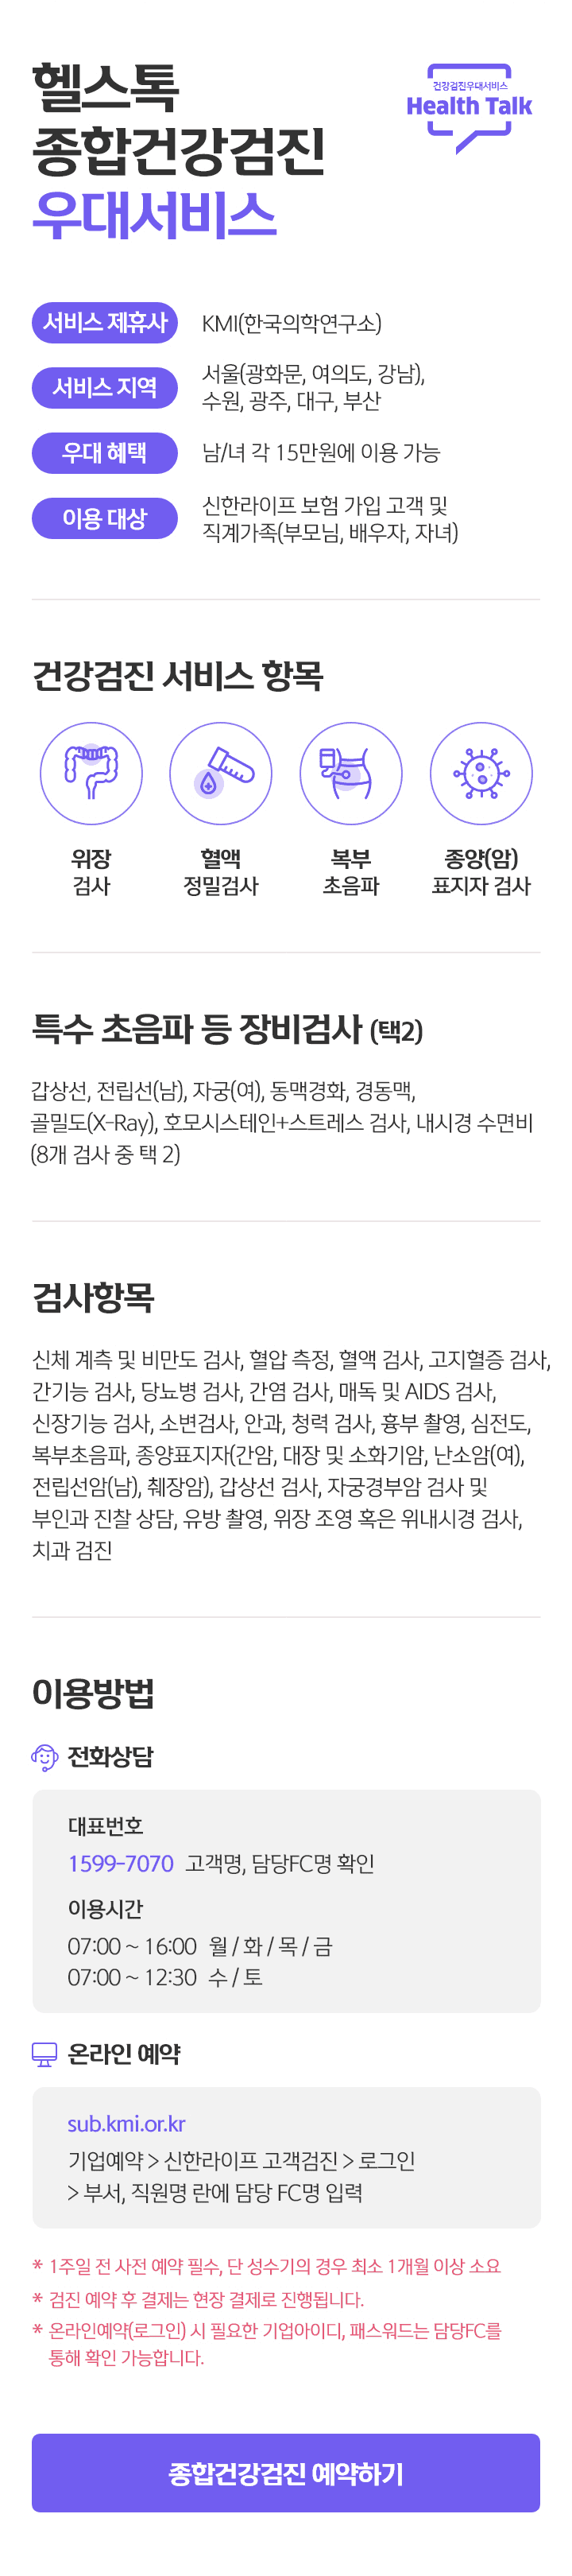 헬스톡
종합건강검진
우대서비스
건강검진우대서비스
Health Talk
서비스 제휴사
KMI(한국의학연구소)
서비스 지역
서울(광화문, 여의도, 강남),
수원, 광주, 대구, 부산
우대 혜택
남/녀 각 15만원에 이용 가능
이용 대상
신한라이프 보험 가입 고객 및
직계가족(부모님, 배우자, 자녀)
건강검진 서비스 항목
위장
검사
혈액
정밀검사
복부
초음파
종양(암)
표지자 검사
특수 초음파 등 장비검사 (택2)
갑상선, 전립선(남), 자궁(여), 동맥경화, 경동맥,
골밀도(X-Ray), 호모시스테인+스트레스 검사, 내시경 수면비
(8개 검사 중 택 2)
검사항목
신체 계측 및 비만도 검사, 혈압 측정, 혈액 검사, 고지혈증 검사,
간기능 검사, 당뇨병 검사, 간염 검사, 매독 및 AIDS 검사,
신장기능 검사, 소변검사, 안과, 청력 검사, 흉부 촬영, 심전도,
복부초음파, 종양표지자(간암, 대장 및 소화기암, 난소암(여),
전립선암(남), 췌장암), 갑상선 검사, 자궁경부암 검사 및
부인과 진찰 상담, 유방 촬영, 위장 조영 혹은 위내시경 검사,
치과 검진
이용방법
전화상담
대표번호
1599-7070 고객명, 담당FC명 확인
이용시간
07:00 ~ 16:00 월 / 화 / 목 / 금
07:00 ~ 12:30 수 / 토
온라인 예약
sub.kmi.or.kr
기업예약 > 신한라이프 고객검진 > 로그인
> 부서, 직원명 란에 담당 FC명 입력
* 1주일 전 사전 예약 필수, 단 성수기의 경우 최소 1개월 이상 소요
* 검진 예약 후 결제는 현장 결제로 진행됩니다.
* 온라인예약(로그인) 시 필요한 기업아이디, 패스워드는 담당FC를
통해 확인 가능합니다.
종합건강검진 예약하기